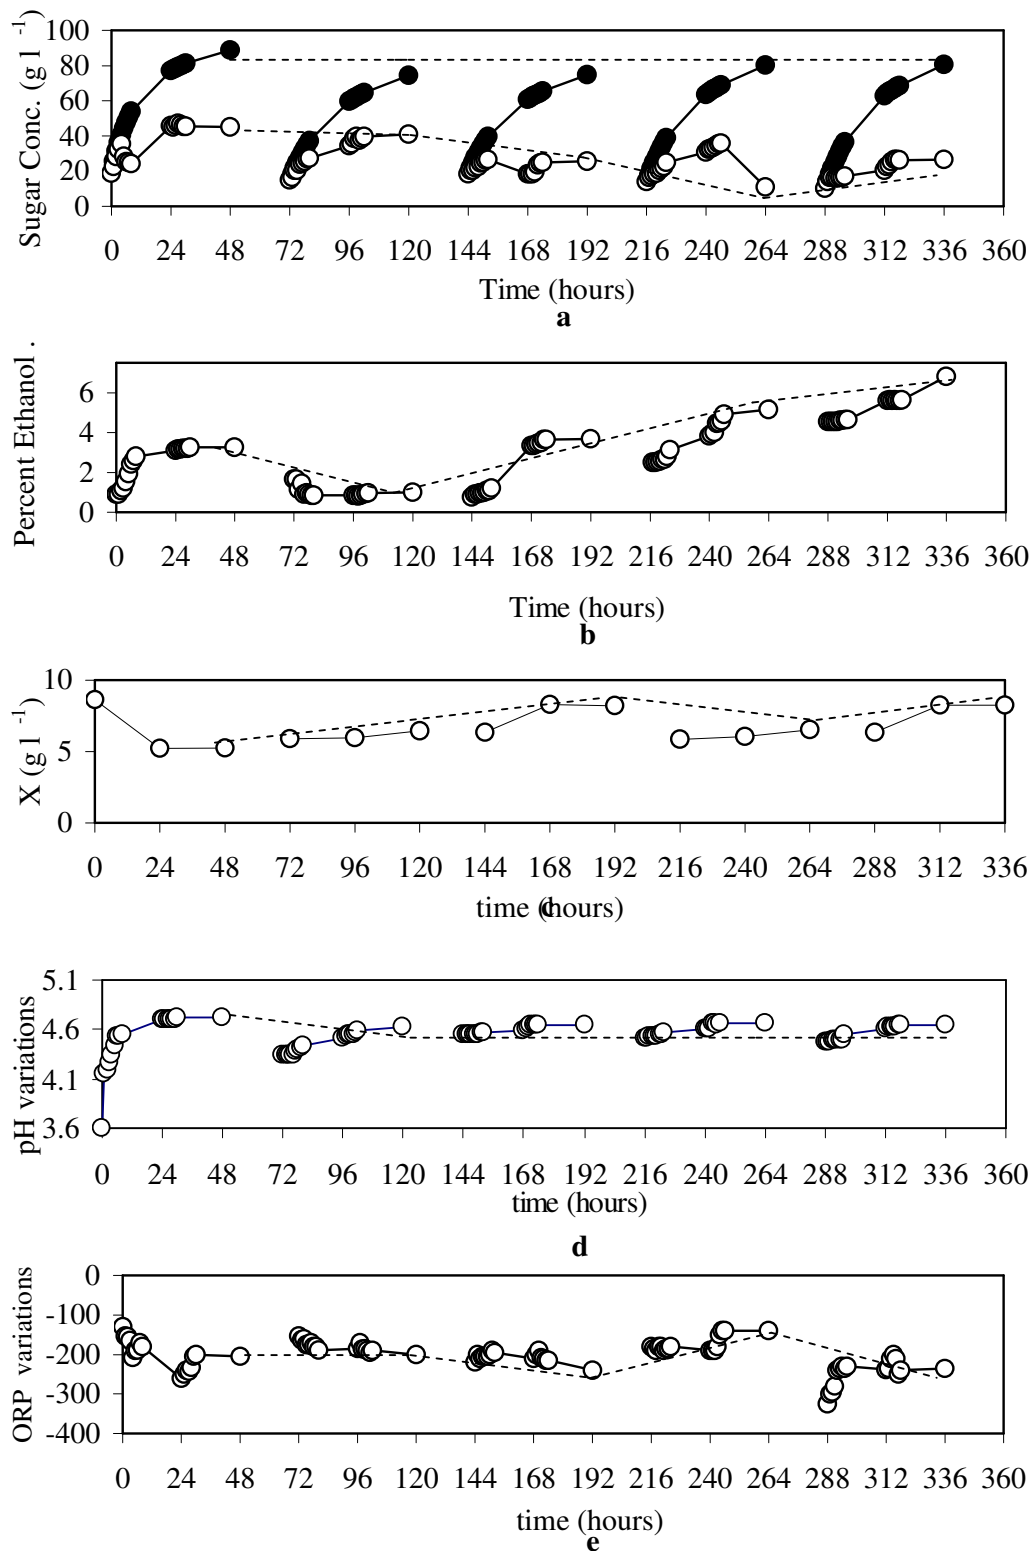 Sugar Conc. (g l -1)
100
80
60
40
20
0
0 24 48 72 96 120 144 168 192 216 240 264 288 312 336 360
Time (hours)
a
Percent Ethanol .
6
4
2
0
0 24 48 72 96 120 144 168 192 216 240 264 288 312 336 360
Time (hours)
b
X (g l -1)
10
5
0
0 24 48 72 96 120 144 168 192 216 240 264 288 312 336
time (hours)
c
pH variations
5.1
4.6
4.1
3.6
0 24 48 72 96 120 144 168 192 216 240 264 288 312 336 360
time (hours)
d
ORP variations
0
-100
-200
-300
-400
0 24 48 72 96 120 144 168 192 216 240 264 288 312 336 360
time (hours)
e